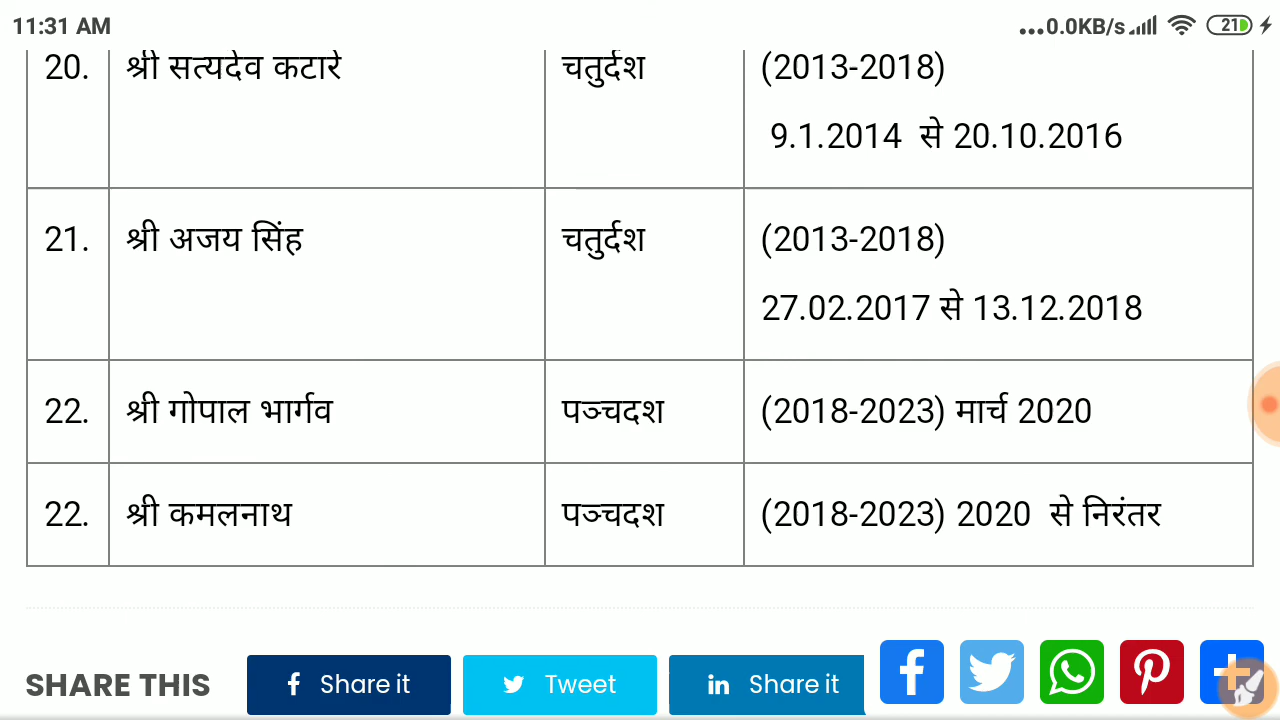 11:31 AM ...0.0KB/s 21
20. श्री सत्यदेव कटारे चतुर्दश (2013-2018)
9.1.2014 से 20.10.2016
21. श्री अजय सिंह चतुर्दश (2013-2018)
27.02.2017 से 13.12.2018
22. श्री गोपाल भार्गव पञ्चदश (2018-2023) मार्च 2020
22. श्री कमलनाथ पञ्चदश (2018-2023) 2020 से निरंतर
SHARE THIS Share it Tweet Share it